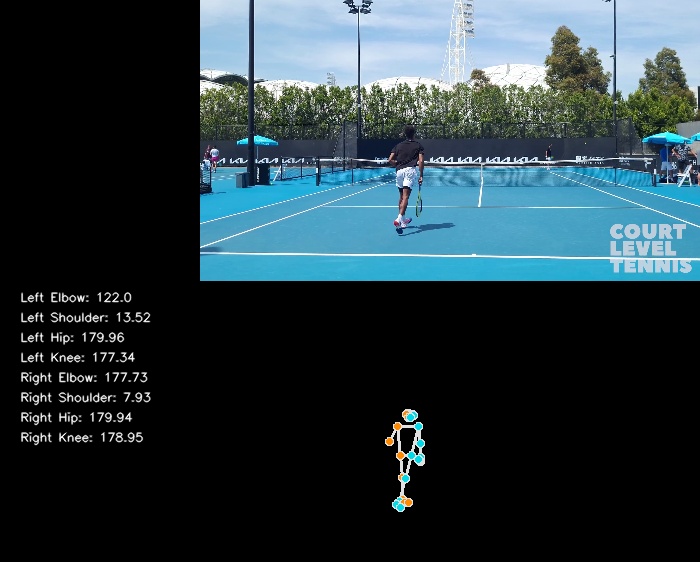 COURT
LEVEL
TENNIS
Left Elbow: 122.0
Left Shoulder: 13.52
Left Hip: 179.96
Left Knee: 177.34
Right Elbow: 177.73
Right Shoulder: 7.93
Right Hip: 179.94
Right Knee: 178.95